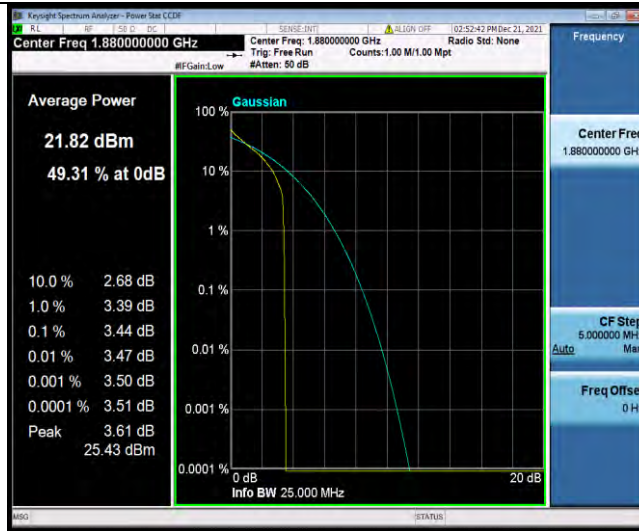 Keysight Spectrum Analyzer - Power Stat CCDF
RL RF 50 Ω DC SENSE:INT ALIGN OFF 02:52:42 PM Dec 21, 2021
Center Freq 1.880000000 GHz
Center Freq: 1.880000000 GHz Radio Std: None
Trig: Free Run Counts:1.00 M/1.00 Mpt
#IFGain:Low #Atten: 50 dB
Frequency
Average Power
21.82 dBm
49.31 % at 0dB
10.0 % 2.68 dB
1.0 % 3.39 dB
0.1 % 3.44 dB
0.01 % 3.47 dB
0.001 % 3.50 dB
0.0001 % 3.51 dB
Peak 3.61 dB
25.43 dBm
Gaussian
100 %
10 %
1 %
0.1 %
0.01 %
0.001 %
0.0001 %
0 dB 20 dB
Info BW 25.000 MHz
Center Fre
1.880000000 GH
CF Step
5.000000 MH
Auto Ma
Freq Offse
0 H
MSG STATUS